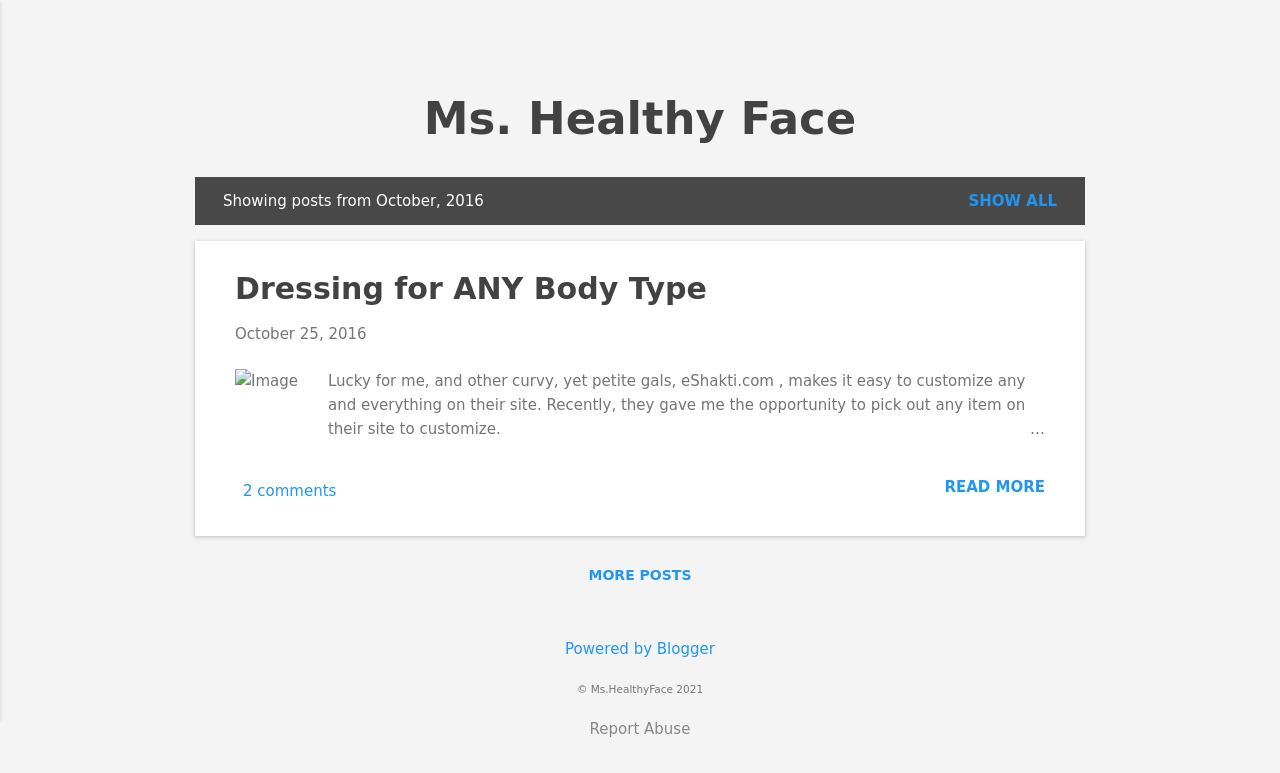 Ms. Healthy Face
Showing posts from October, 2016
SHOW ALL
Dressing for ANY Body Type
October 25, 2016
Image
Lucky for me, and other curvy, yet petite gals, eShakti.com , makes it easy to customize any
and everything on their site. Recently, they gave me the opportunity to pick out any item on
their site to customize. …
2 comments
READ MORE
MORE POSTS
Powered by Blogger
© Ms.HealthyFace 2021
Report Abuse